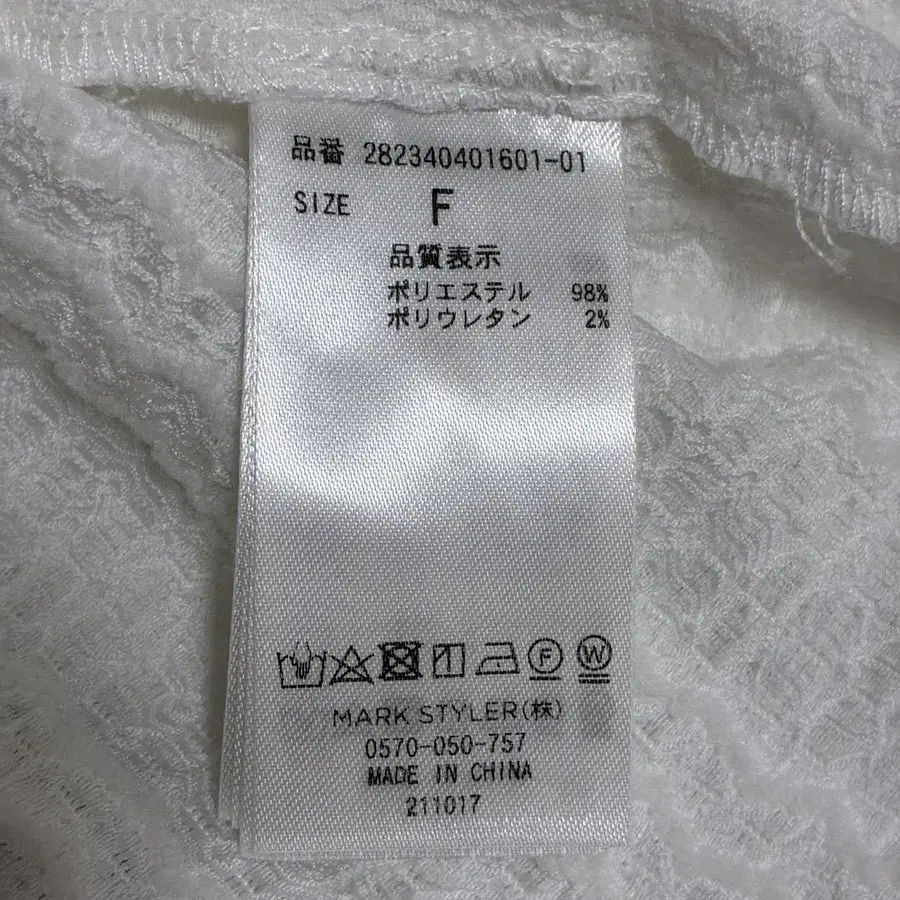 品番 282340401601-01
SIZE F
品質表示
ポリエステル 98%
ポリウレタン 2%
F W
MARK STYLER(株)
0570-050-757
MADE IN CHINA
211017